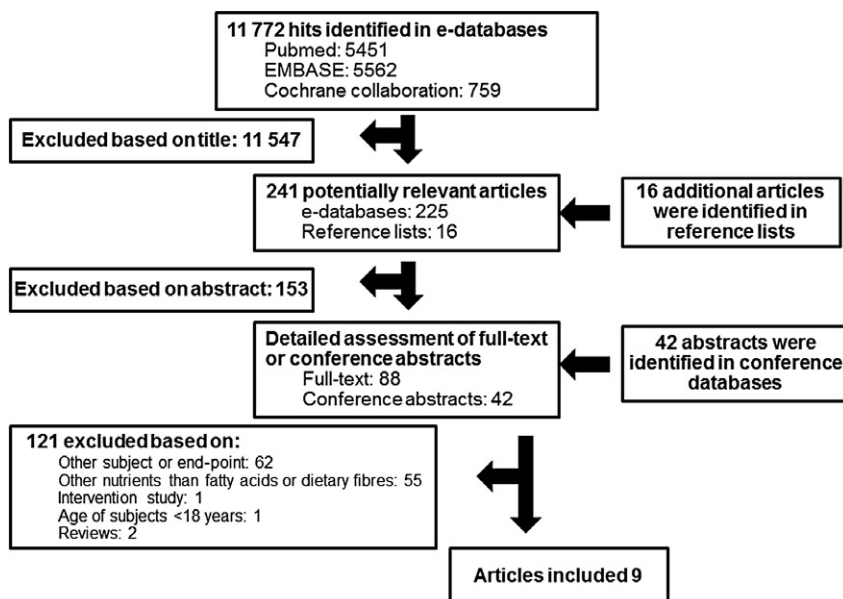 11 772 hits identified in e-databases
Pubmed: 5451
EMBASE: 5562
Cochrane collaboration: 759
Excluded based on title: 11 547
241 potentially relevant articles
e-databases: 225
Reference lists: 16
16 additional articles
were identified in
reference lists
Excluded based on abstract: 153
Detailed assessment of full-text
or conference abstracts
Full-text: 88
Conference abstracts: 42
42 abstracts were
identified in conference
databases
121 excluded based on:
Other subject or end-point: 62
Other nutrients than fatty acids or dietary fibres: 55
Intervention study: 1
Age of subjects <18 years: 1
Reviews: 2
Articles included 9